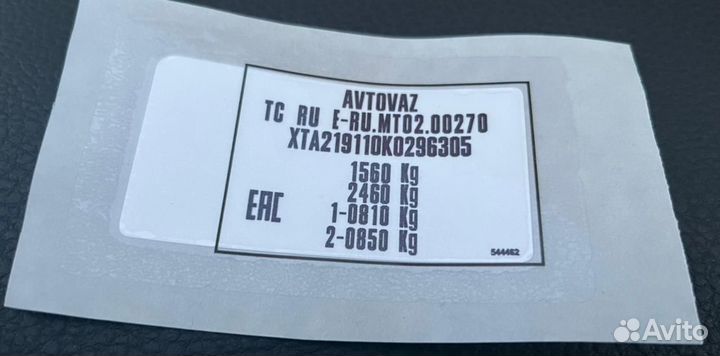 AVTOVAZ
TC RU E-RU.MT02.00270
XTA219110K0296305
1560 Kg
2460 Kg
1-0810 Kg
2-0850 Kg
EAC
544462
Avito